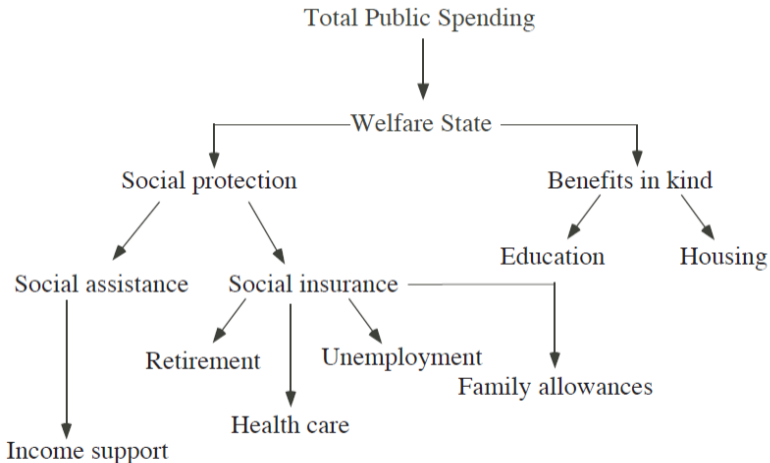 Total Public Spending
Welfare State
Social protection
Benefits in kind
Education
Housing
Social assistance
Social insurance
Retirement
Unemployment
Family allowances
Health care
Income support